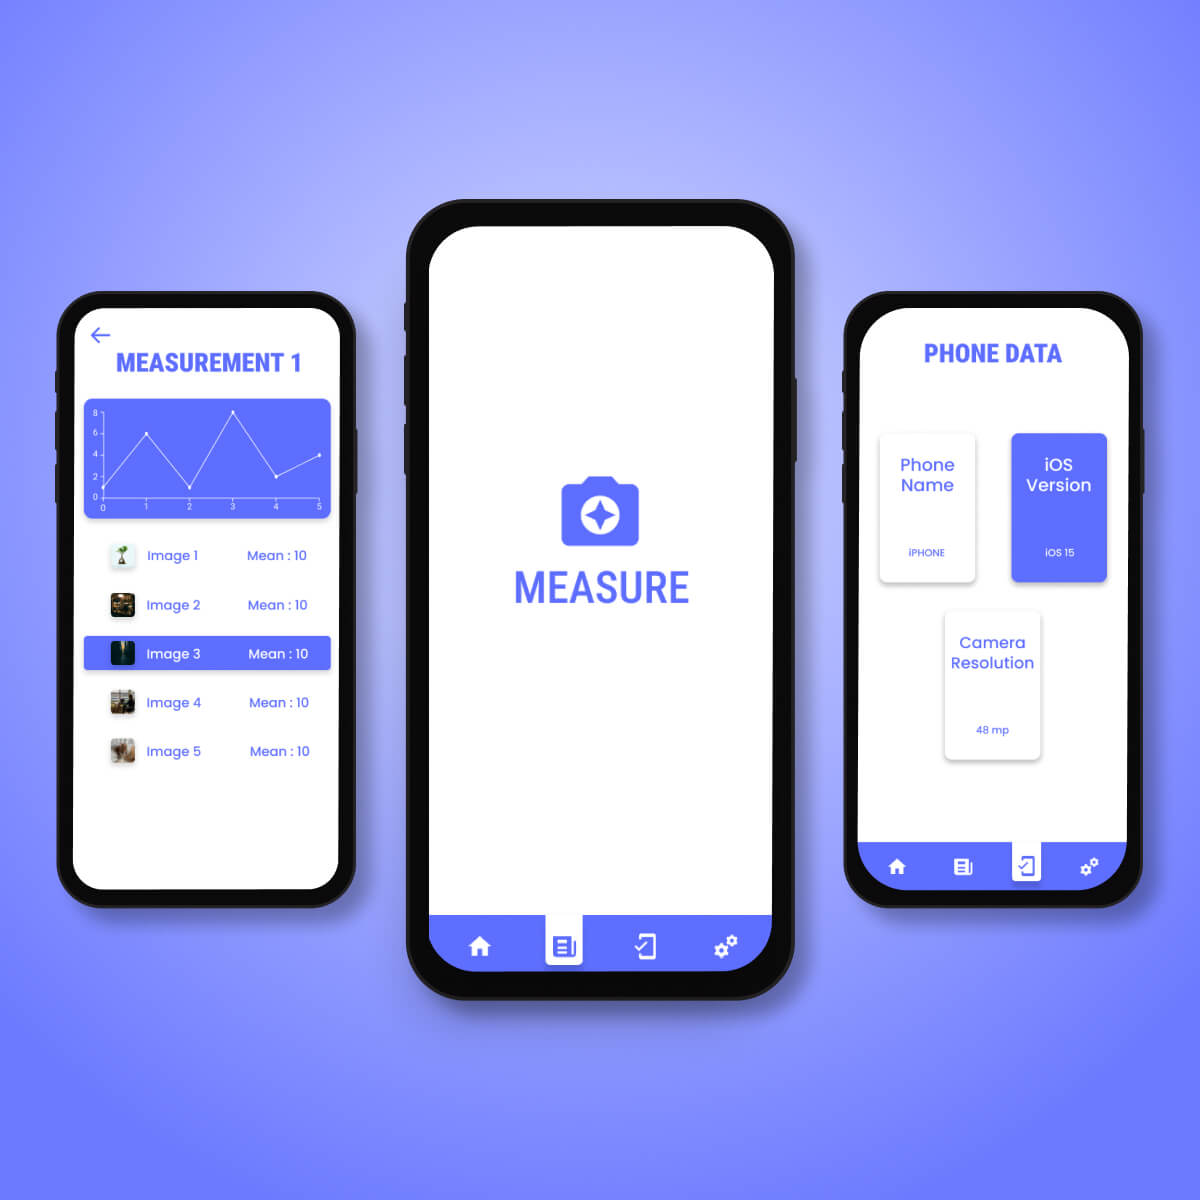 MEASUREMENT 1
8
6
4
2
0
0 1 2 3 4 5
Image 1 Mean : 10
Image 2 Mean : 10
Image 3 Mean : 10
Image 4 Mean : 10
Image 5 Mean : 10
MEASURE
PHONE DATA
Phone
Name
iPHONE
iOS
Version
iOS 15
Camera
Resolution
48 mp